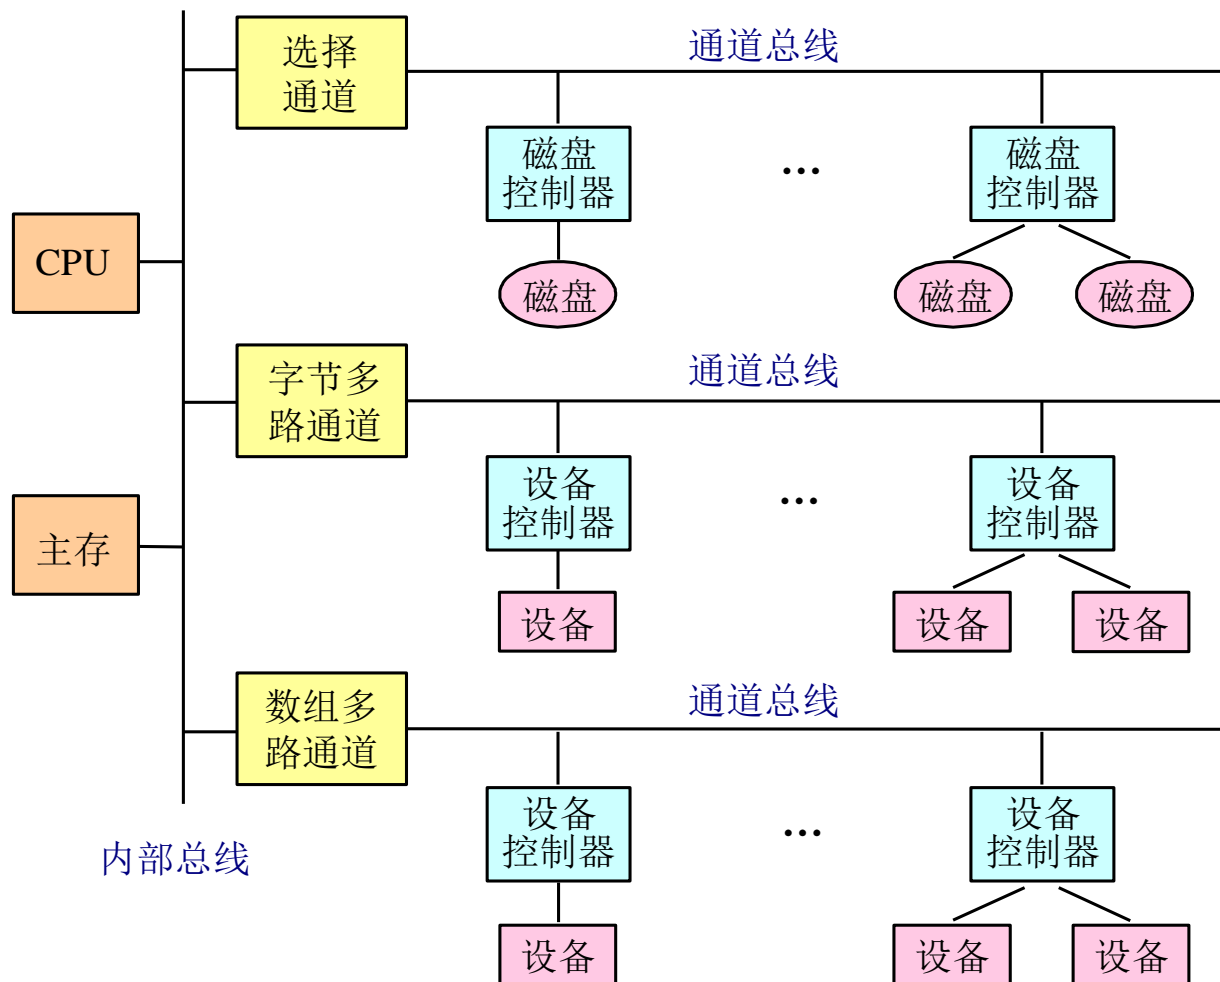 选择
通道
通道总线
磁盘
控制器
...
磁盘
控制器
CPU
磁盘
磁盘
磁盘
字节多
路通道
通道总线
设备
控制器
...
设备
控制器
主存
设备
设备
设备
数组多
路通道
通道总线
设备
控制器
...
设备
控制器
内部总线
设备
设备
设备